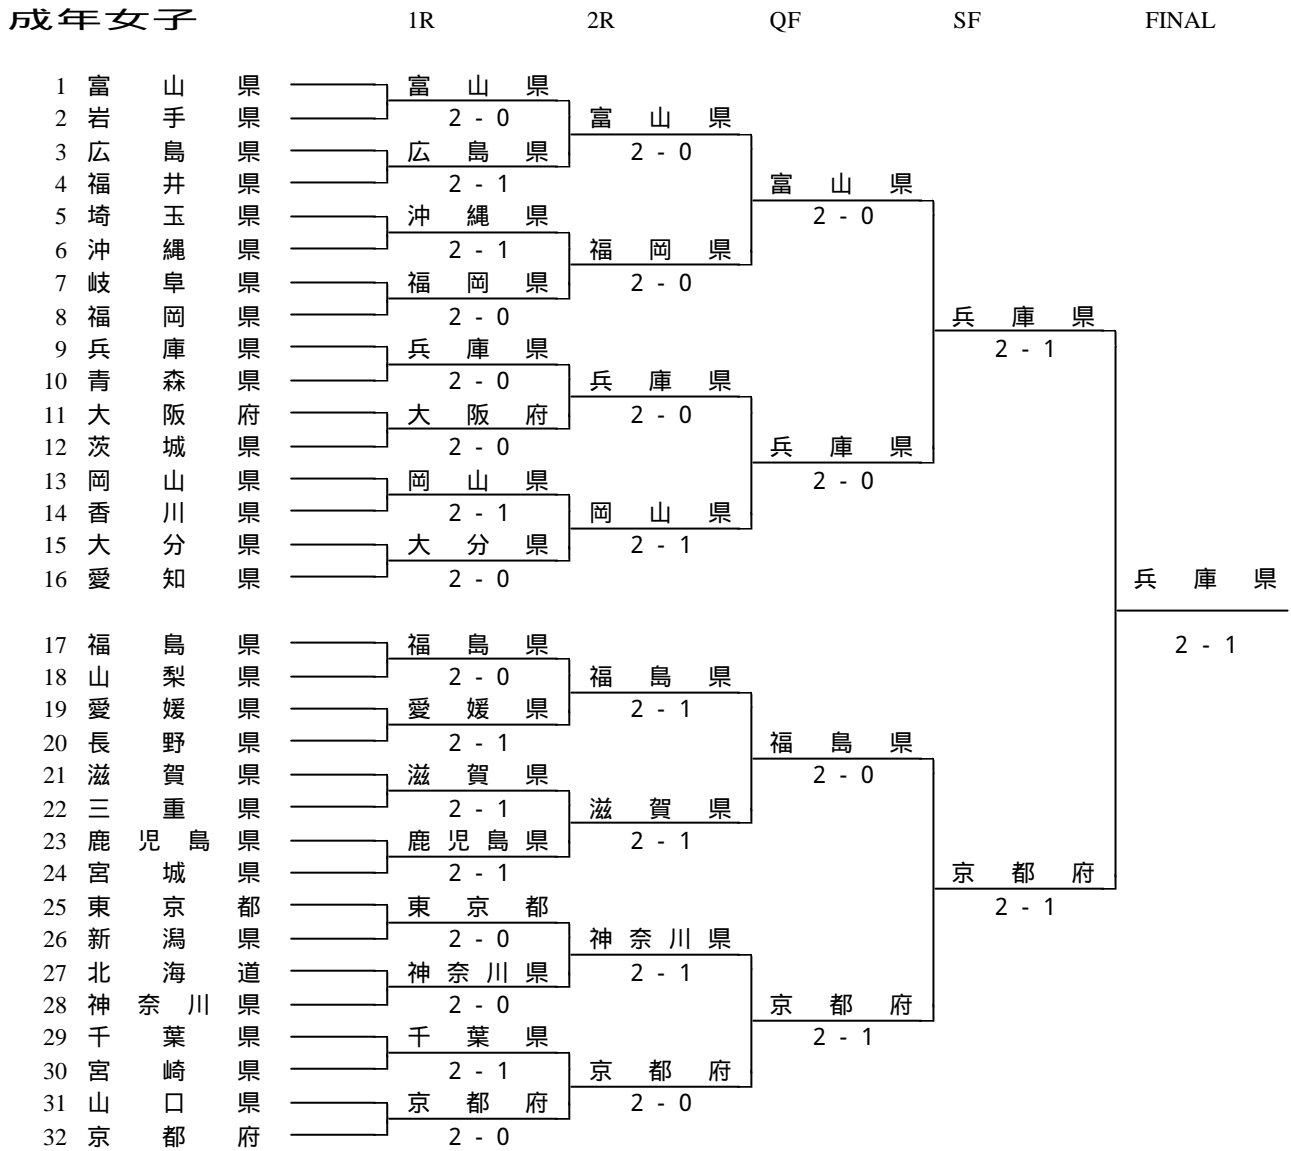 成年女子 1R 2R QF SF FINAL
1 富山県 富山県
2 岩手県 2-0 富山県
3 広島県 広島県 2-0
4 福井県 2-1 富山県
5 埼玉県 沖縄県 2-0
6 沖縄県 2-1 福岡県
7 岐阜県 福岡県 2-0
8 福岡県 2-0 兵庫県
9 兵庫県 兵庫県 2-1
10 青森県 2-0 兵庫県
11 大阪府 大阪府 2-0
12 茨城県 2-0 兵庫県
13 岡山県 岡山県 2-0
14 香川県 2-1 岡山県
15 大分県 大分県 2-1
16 愛知県 2-0 兵庫県
17 福島県 福島県 2-1
18 山梨県 2-0 福島県
19 愛媛県 愛媛県 2-1
20 長野県 2-1 福島県
21 滋賀県 滋賀県 2-0
22 三重県 2-1 滋賀県
23 鹿児島県 鹿児島県 2-1
24 宮城県 2-1 京都府
25 東京都 東京都 2-1
26 新潟県 2-0 神奈川県
27 北海道 神奈川県 2-1
28 神奈川県 2-0 京都府
29 千葉県 千葉県 2-1
30 宮崎県 2-1 京都府
31 山口県 京都府 2-0
32 京都府 2-0